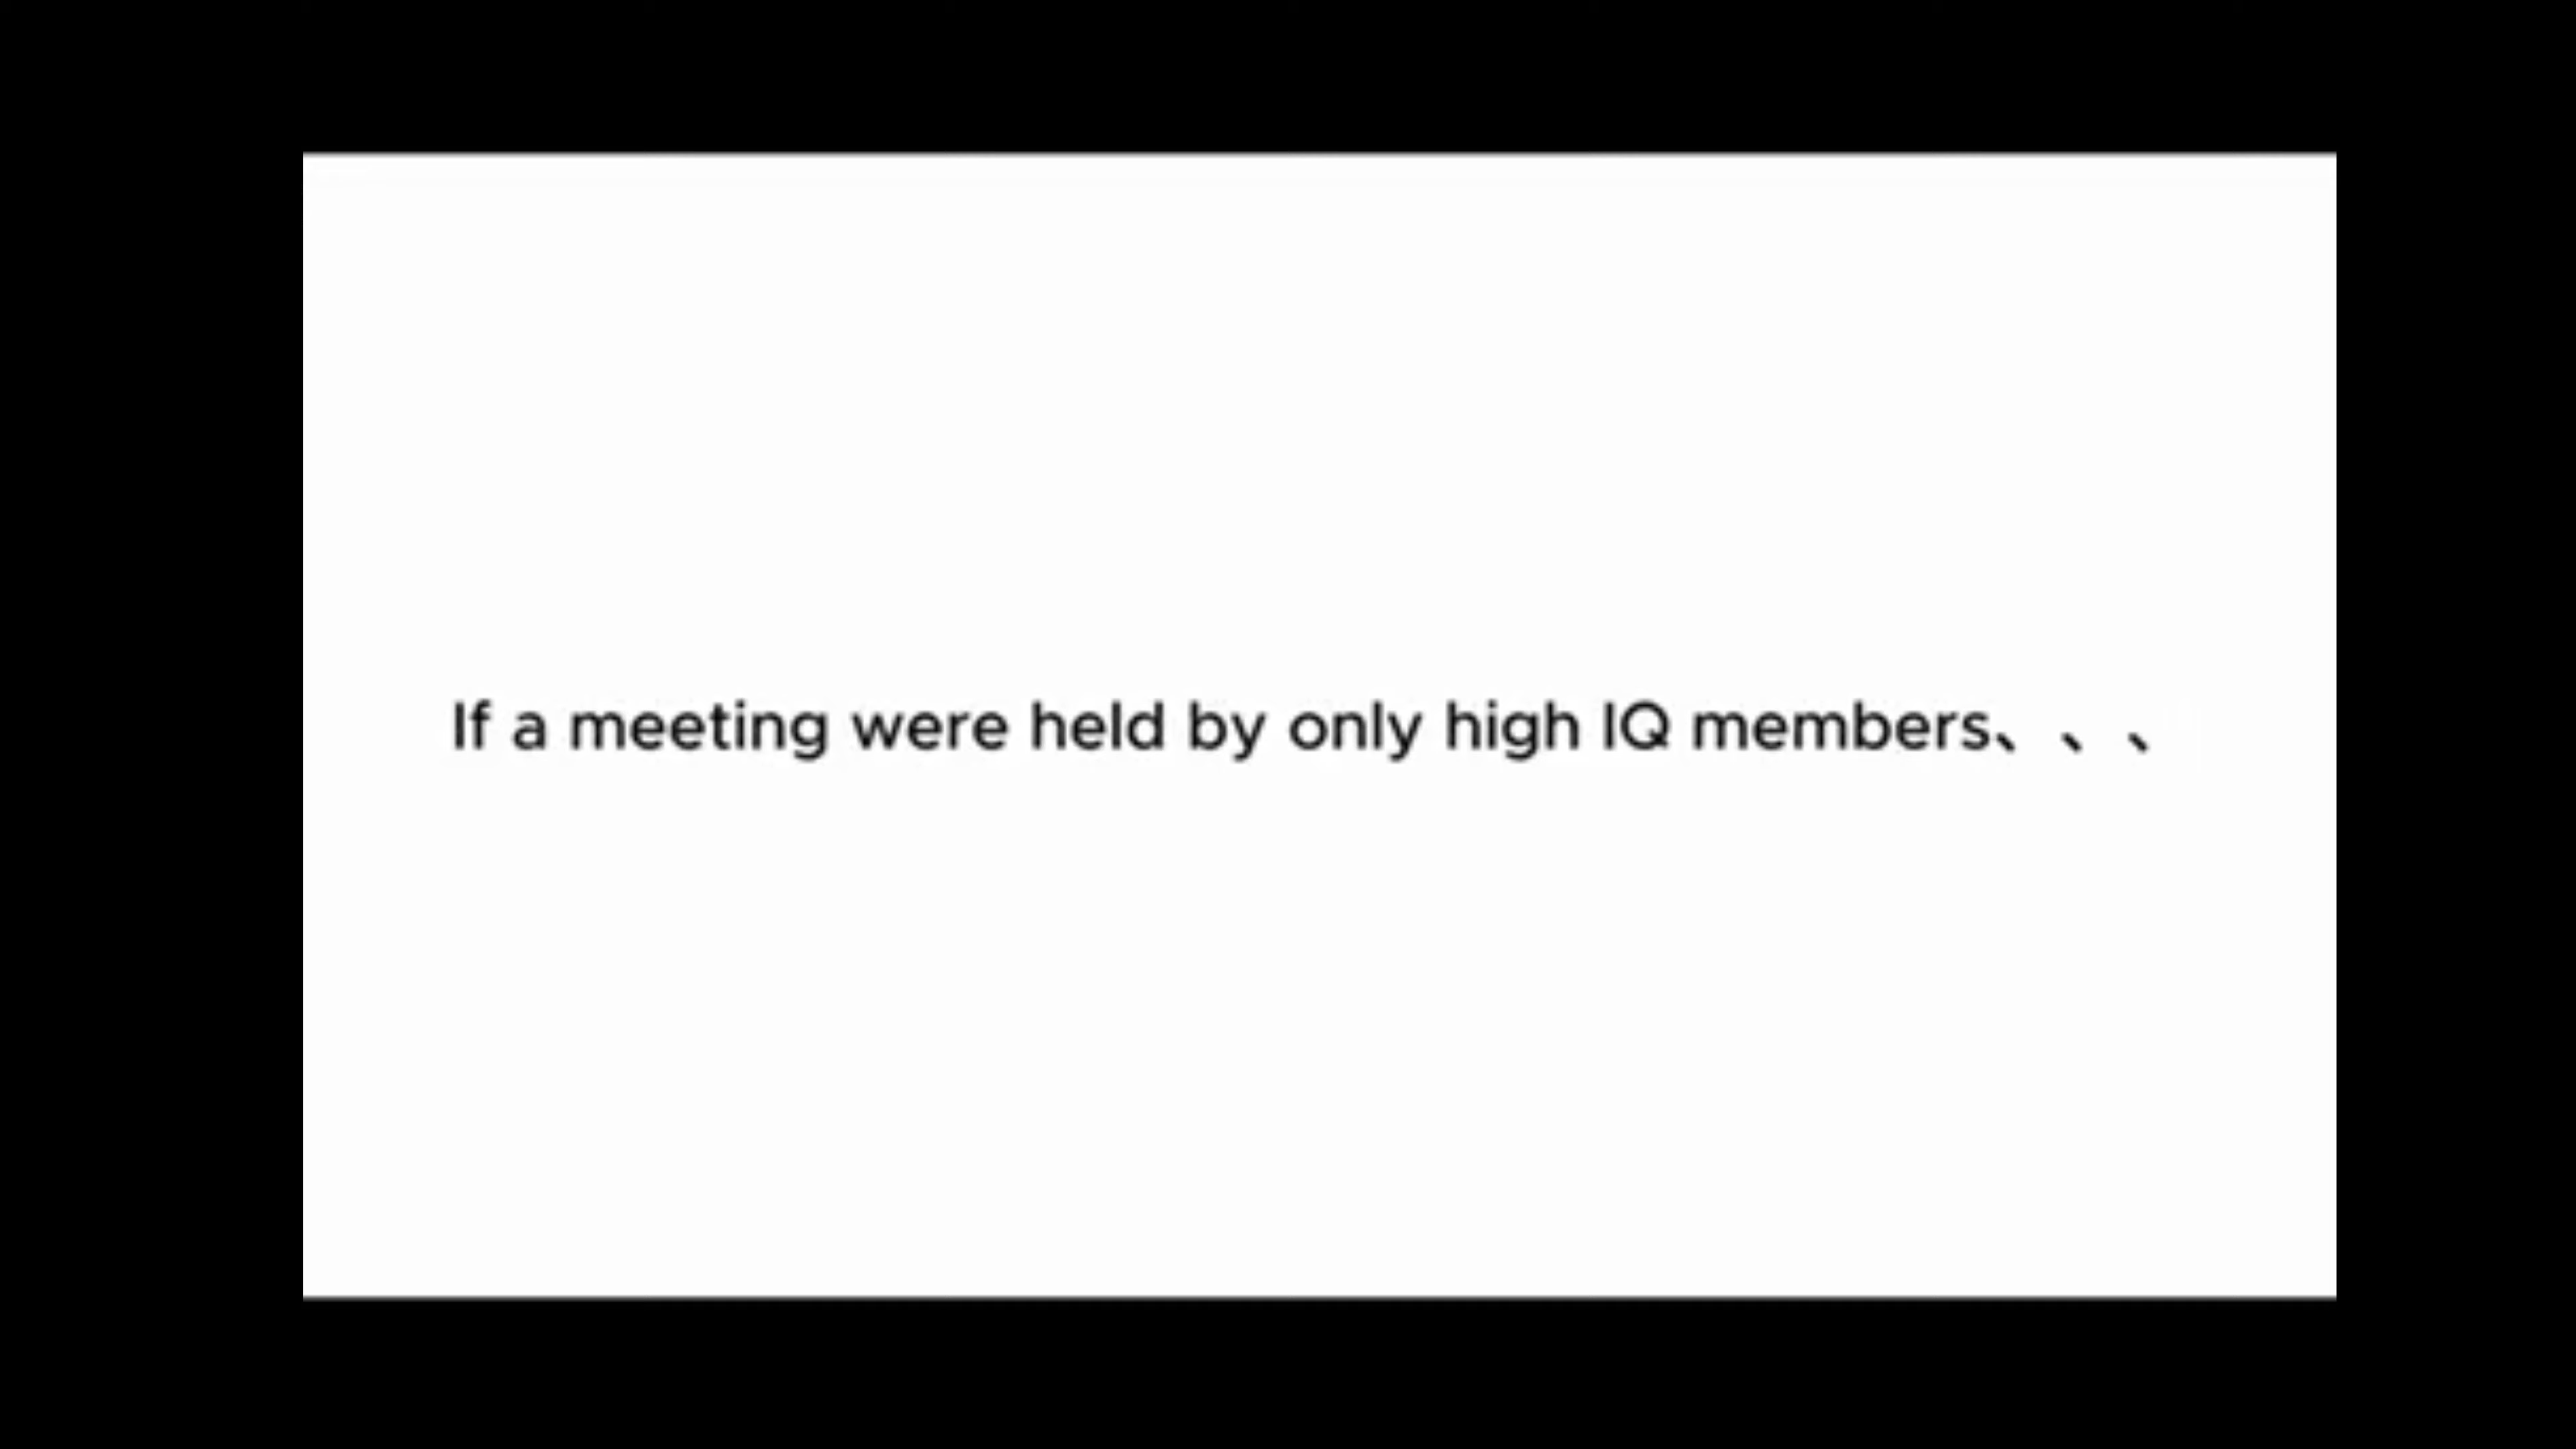 If a meeting were held by only high IQ members、、、